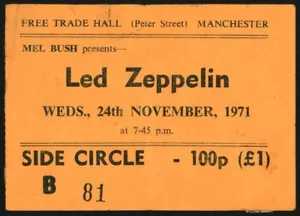 FREE TRADE HALL (Peter Street) MANCHESTER
MEL BUSH presents—
Led Zeppelin
WEDS., 24th NOVEMBER, 1971
at 7-45 p.m.
SIDE CIRCLE - 100p (£1)
B 81